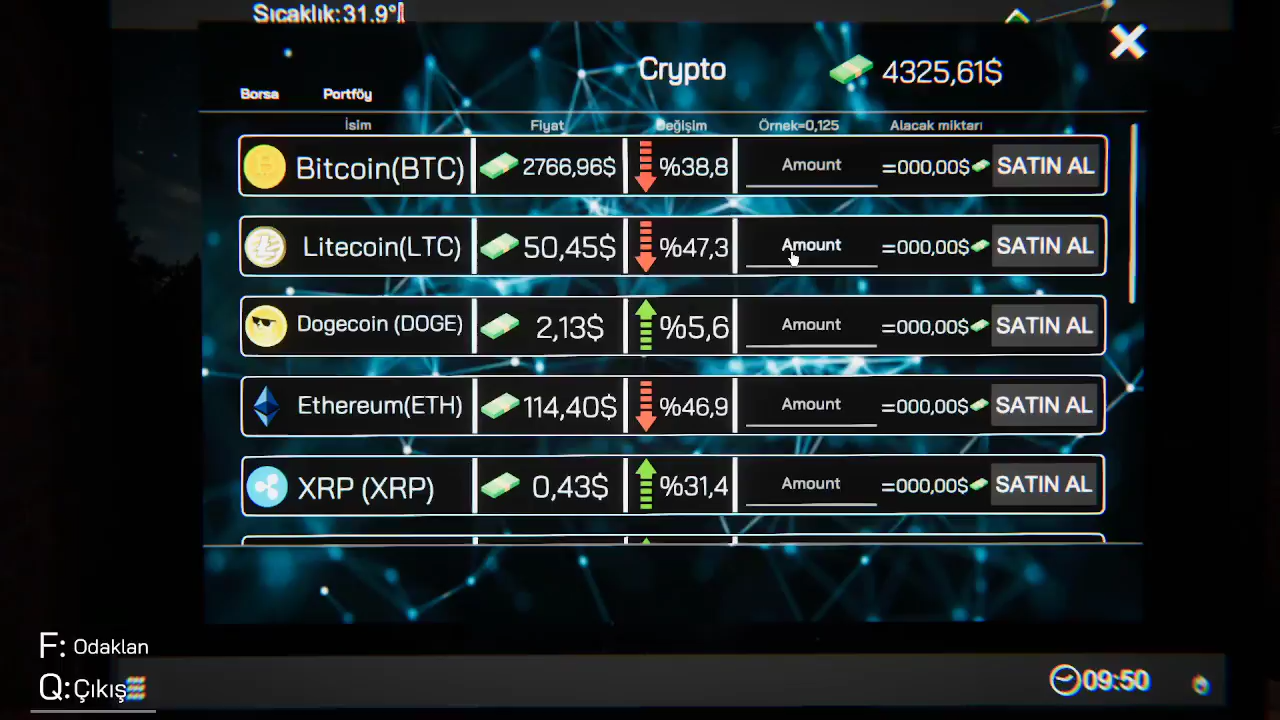 Sıcaklık:31.9°
Crypto
4325,61$
Borsa Portföy
İsim Fiyat Değişim Örnek=0,125 Alacak miktarı
Bitcoin(BTC) 2766,96$ %38,8 Amount =000,00$ SATIN AL
Litecoin(LTC) 50,45$ %47,3 Amount =000,00$ SATIN AL
Dogecoin (DOGE) 2,13$ %5,6 Amount =000,00$ SATIN AL
Ethereum(ETH) 114,40$ %46,9 Amount =000,00$ SATIN AL
XRP (XRP) 0,43$ %31,4 Amount =000,00$ SATIN AL
F: Odaklan
Q:Çıkış
09:50